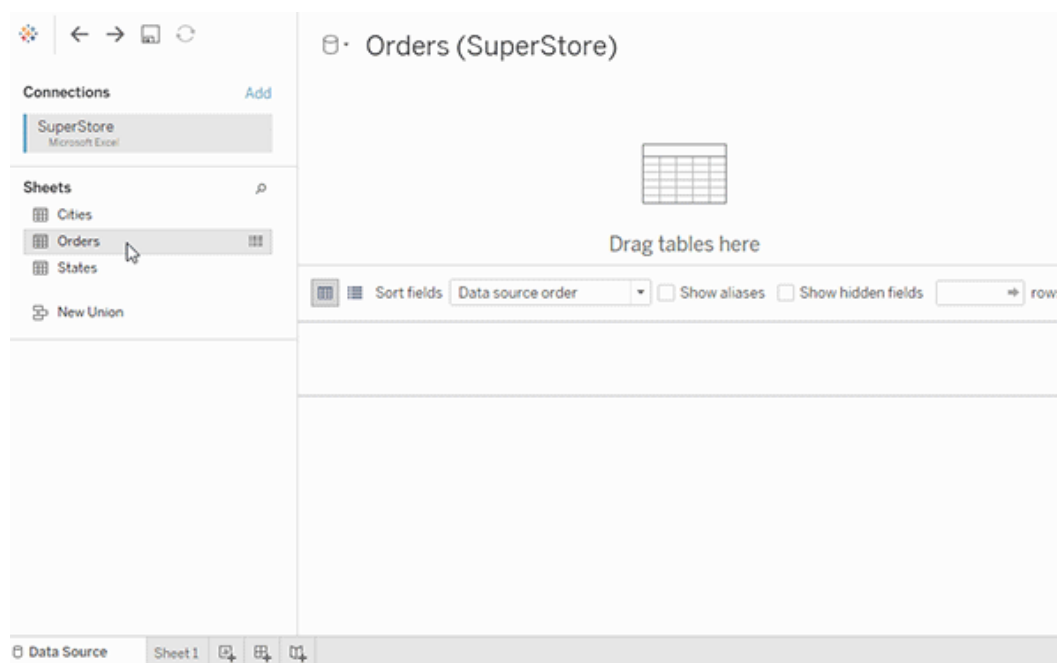 Orders (SuperStore)
Connections
Add
SuperStore
Microsoft Excel
Sheets
Cities
Orders
States
New Union
Drag tables here
Sort fields
Data source order
Show aliases
Show hidden fields
rows
Data Source
Sheet 1